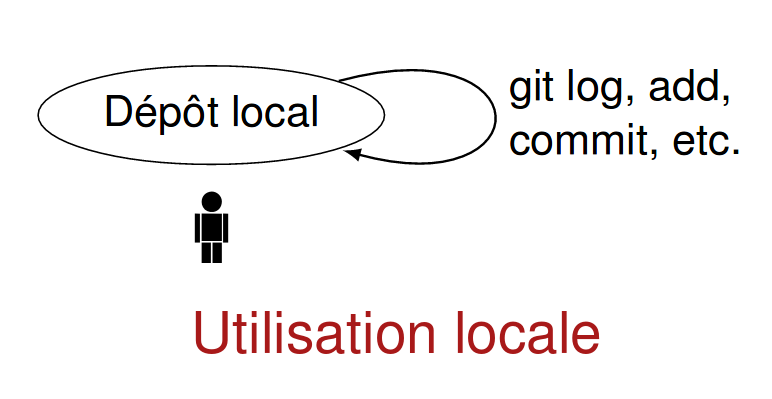 Dépôt local
git log, add,
commit, etc.
Utilisation locale